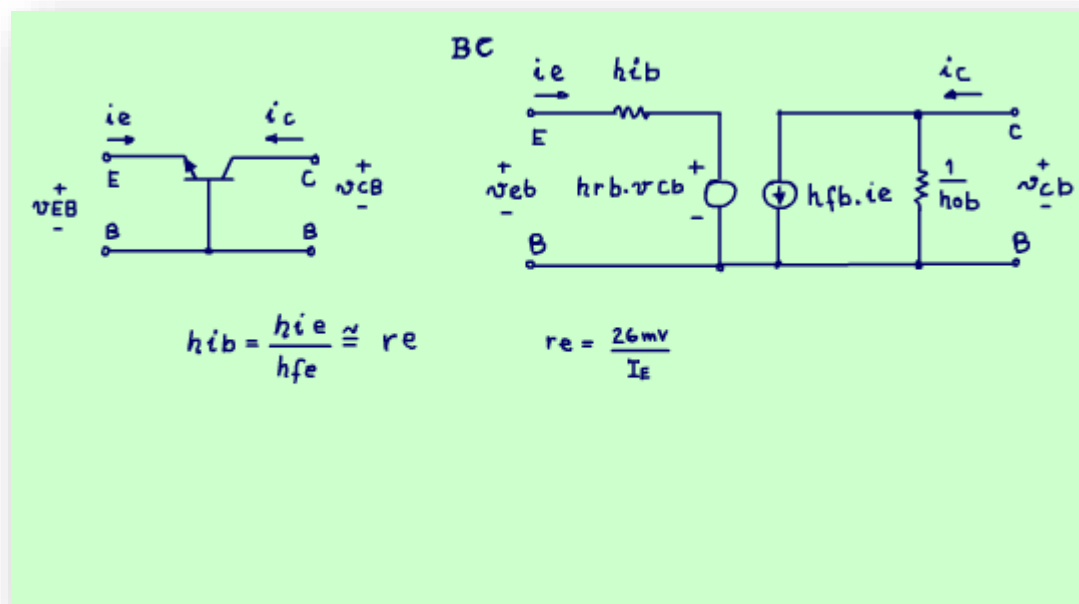 BC
ie hib ic
ie ic
E C E C
+ vEB - + vCB - + veb - hrb.vcb + - hfb.ie 1/hob + vcb -
B B B B
hib = hie/hfe ≅ re re = 26mV/IE